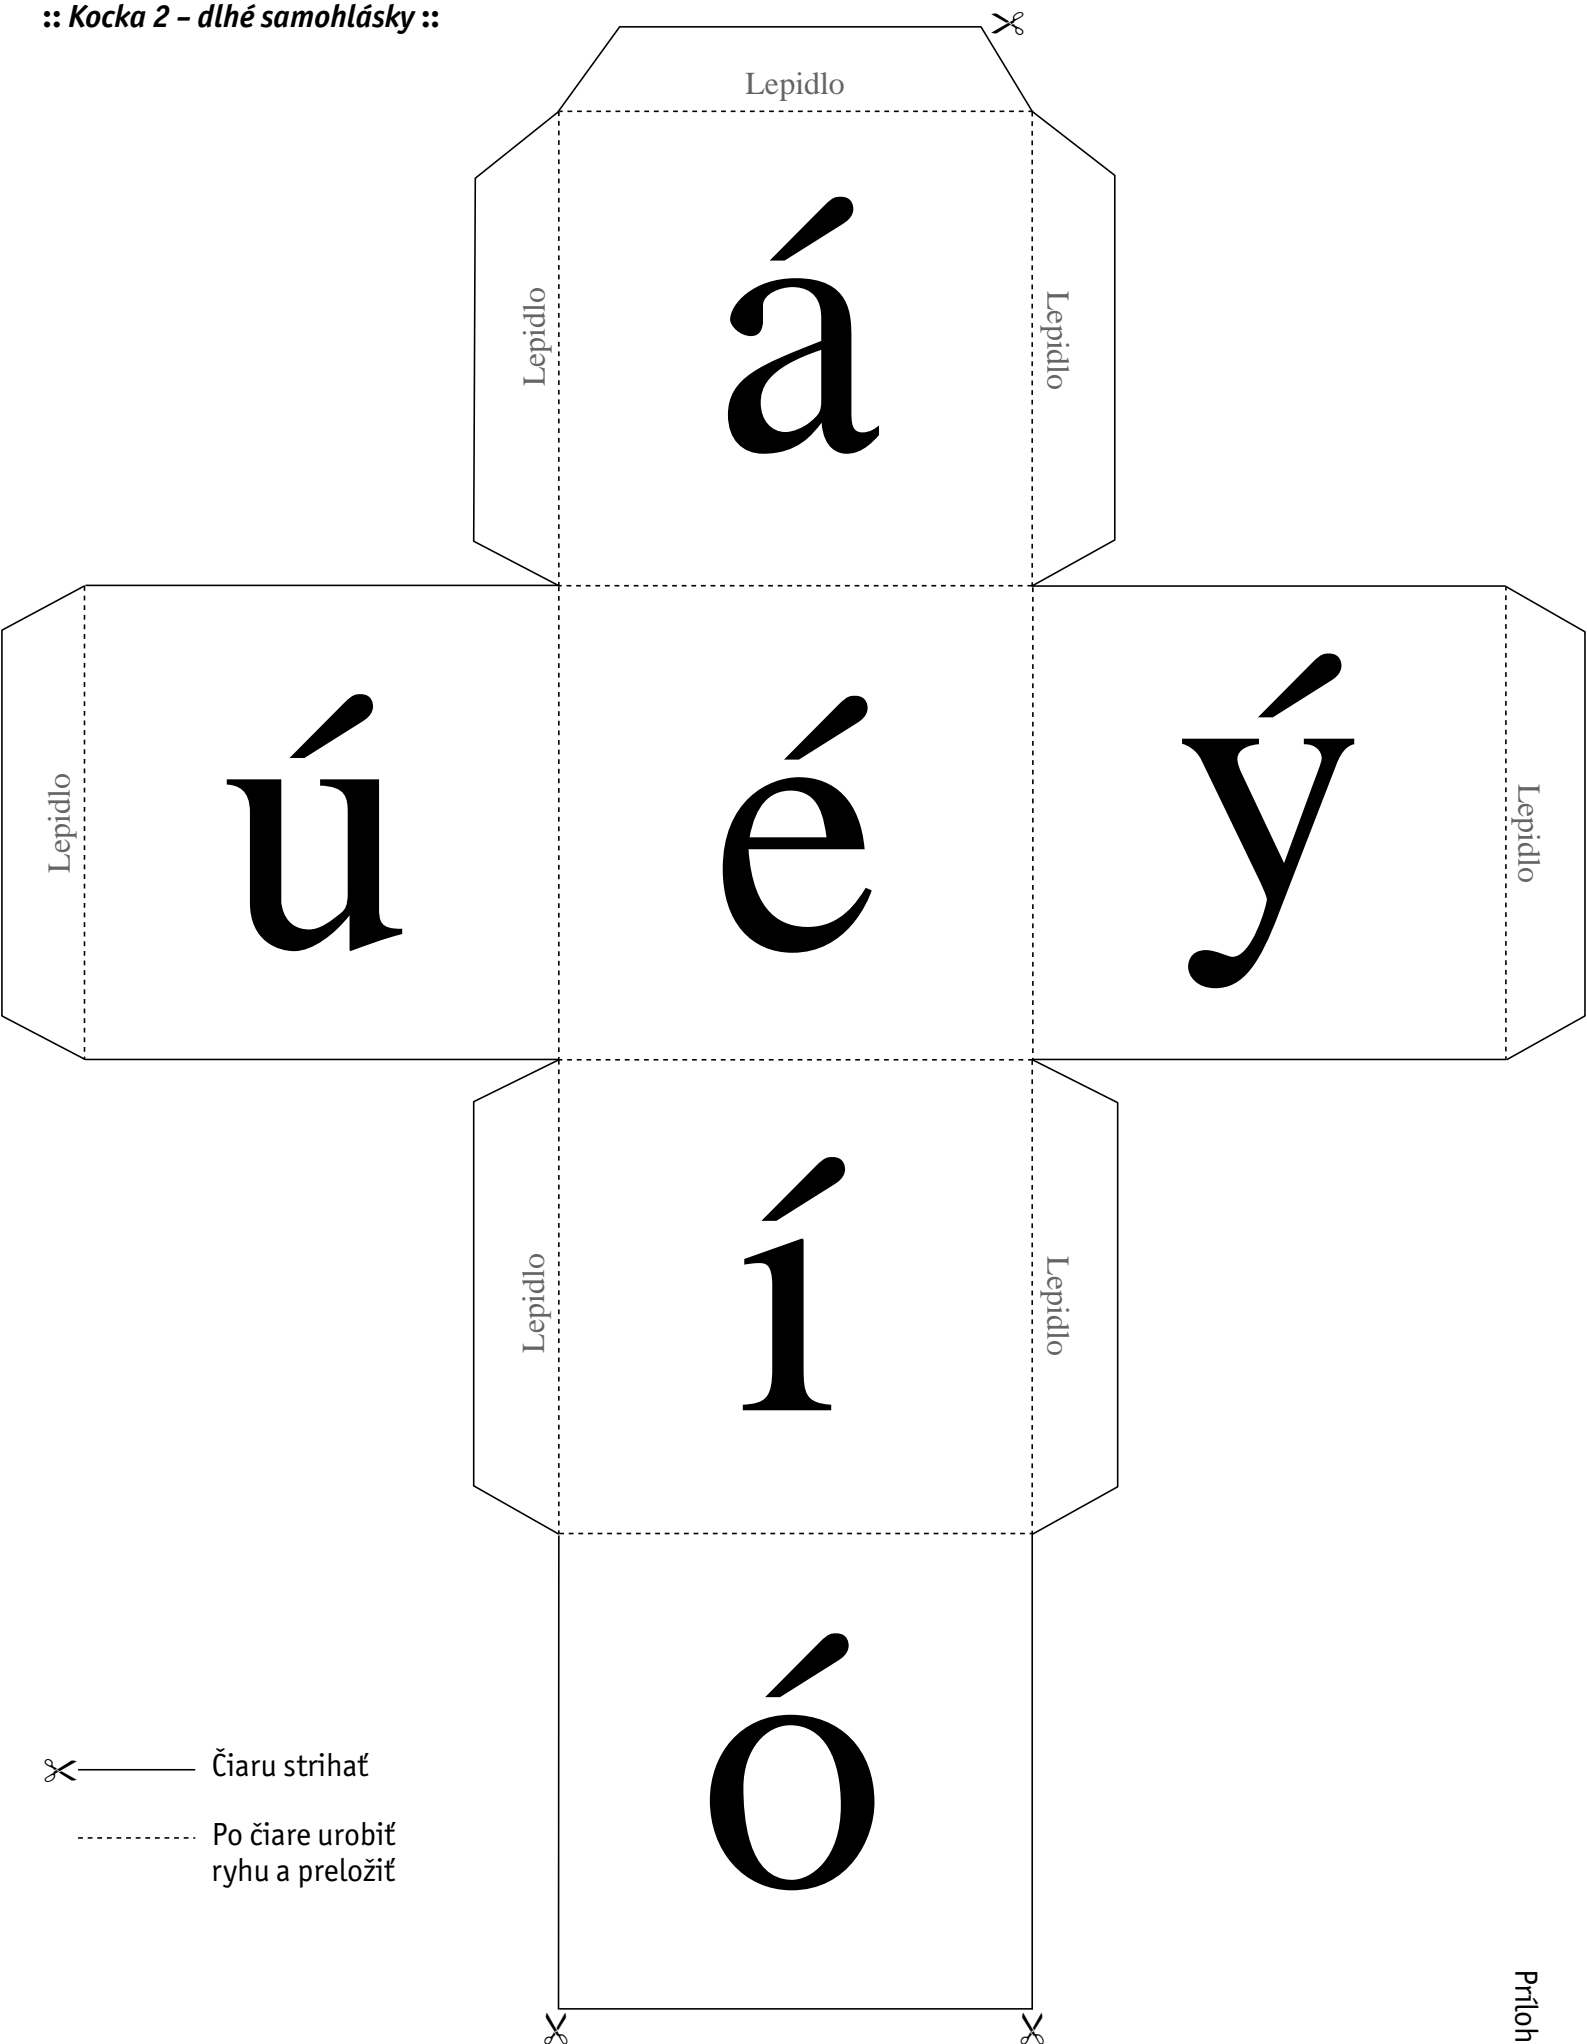 :: Kocka 2 – dlhé samohlásky ::
Lepidlo
á
Lepidlo
Lepidlo
ú
é
ý
Lepidlo
Lepidlo
í
Lepidlo
Lepidlo
ó
Čiaru strihať
Po čiare urobiť
ryhu a preložiť
Príloh